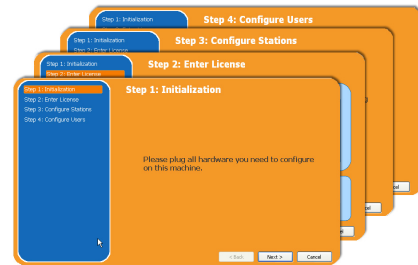 Step 1: Initialization
Step 4: Configure Users
Step 1: Initialization
Step 2: Enter License
Step 3: Configure Stations
Step 1: Initialization
Step 2: Enter License
Step 2: Enter License
Step 1: Initialization
Step 2: Enter License
Step 3: Configure Stations
Step 4: Configure Users
Step 1: Initialization
Please plug all hardware you need to configure
on this machine.
< Back
Next >
Cancel